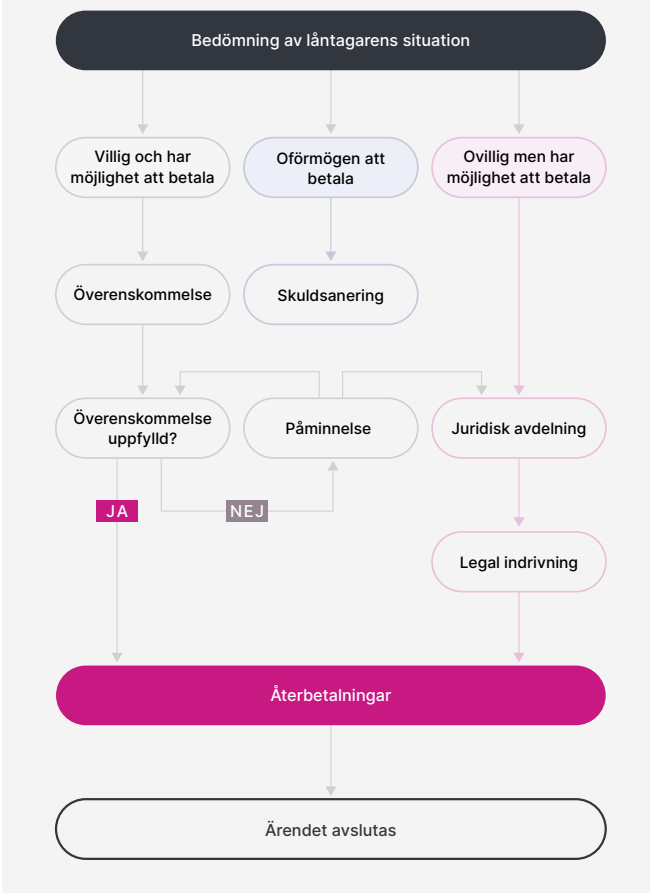 Bedömning av låntagarens situation
Villig och har
möjlighet att betala
Oförmögen att
betala
Ovillig men har
möjlighet att betala
Överenskommelse
Skuldsanering
Överenskommelse
uppfylld?
Påminnelse
Juridisk avdelning
JA
NEJ
Legal indrivning
Återbetalningar
Ärendet avslutas